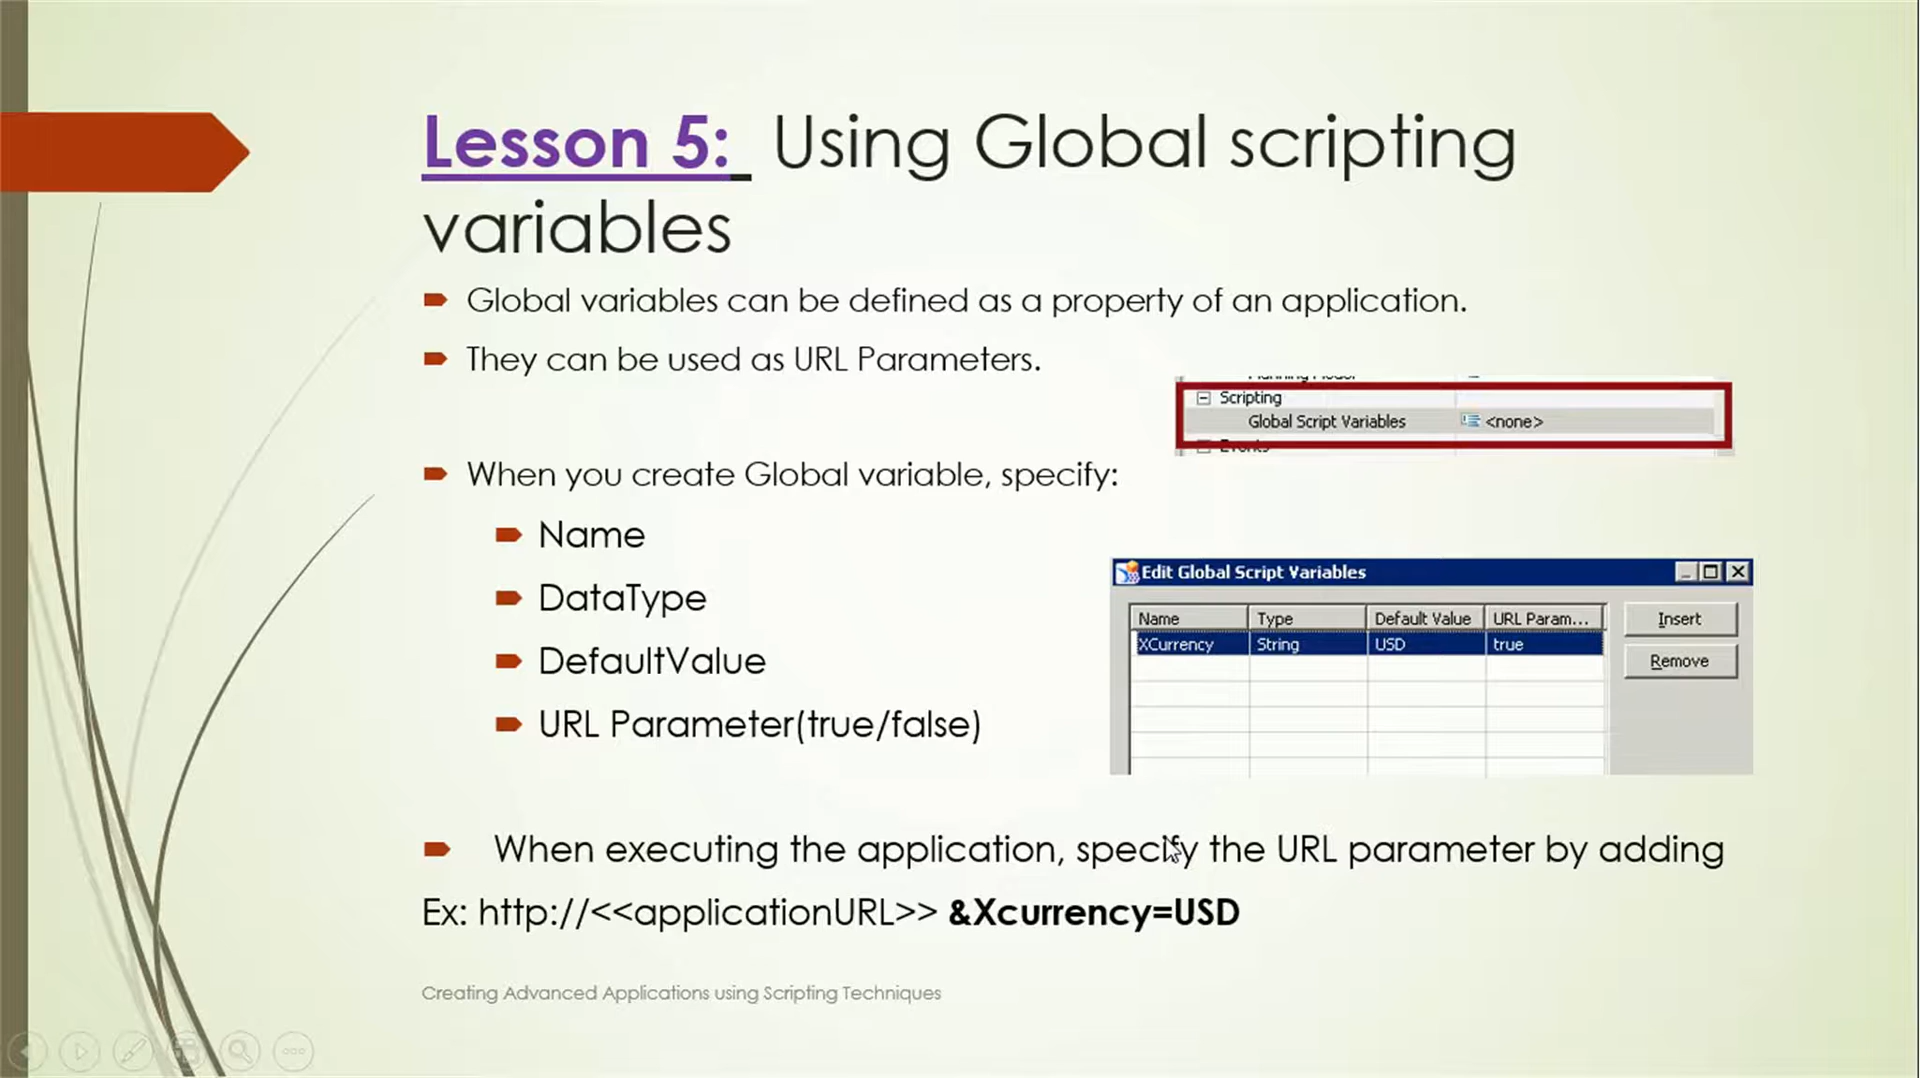 Lesson 5:  Using Global scripting
variables
Global variables can be defined as a property of an application.
They can be used as URL Parameters.
Scripting
Global Script Variables <none>
When you create Global variable, specify:
Name
DataType
DefaultValue
URL Parameter(true/false)
Edit Global Script Variables
Name Type Default Value URL Param... Insert
XCurrency String USD true
Remove
When executing the application, specify the URL parameter by adding
Ex: http://<<applicationURL>> &Xcurrency=USD
Creating Advanced Applications using Scripting Techniques